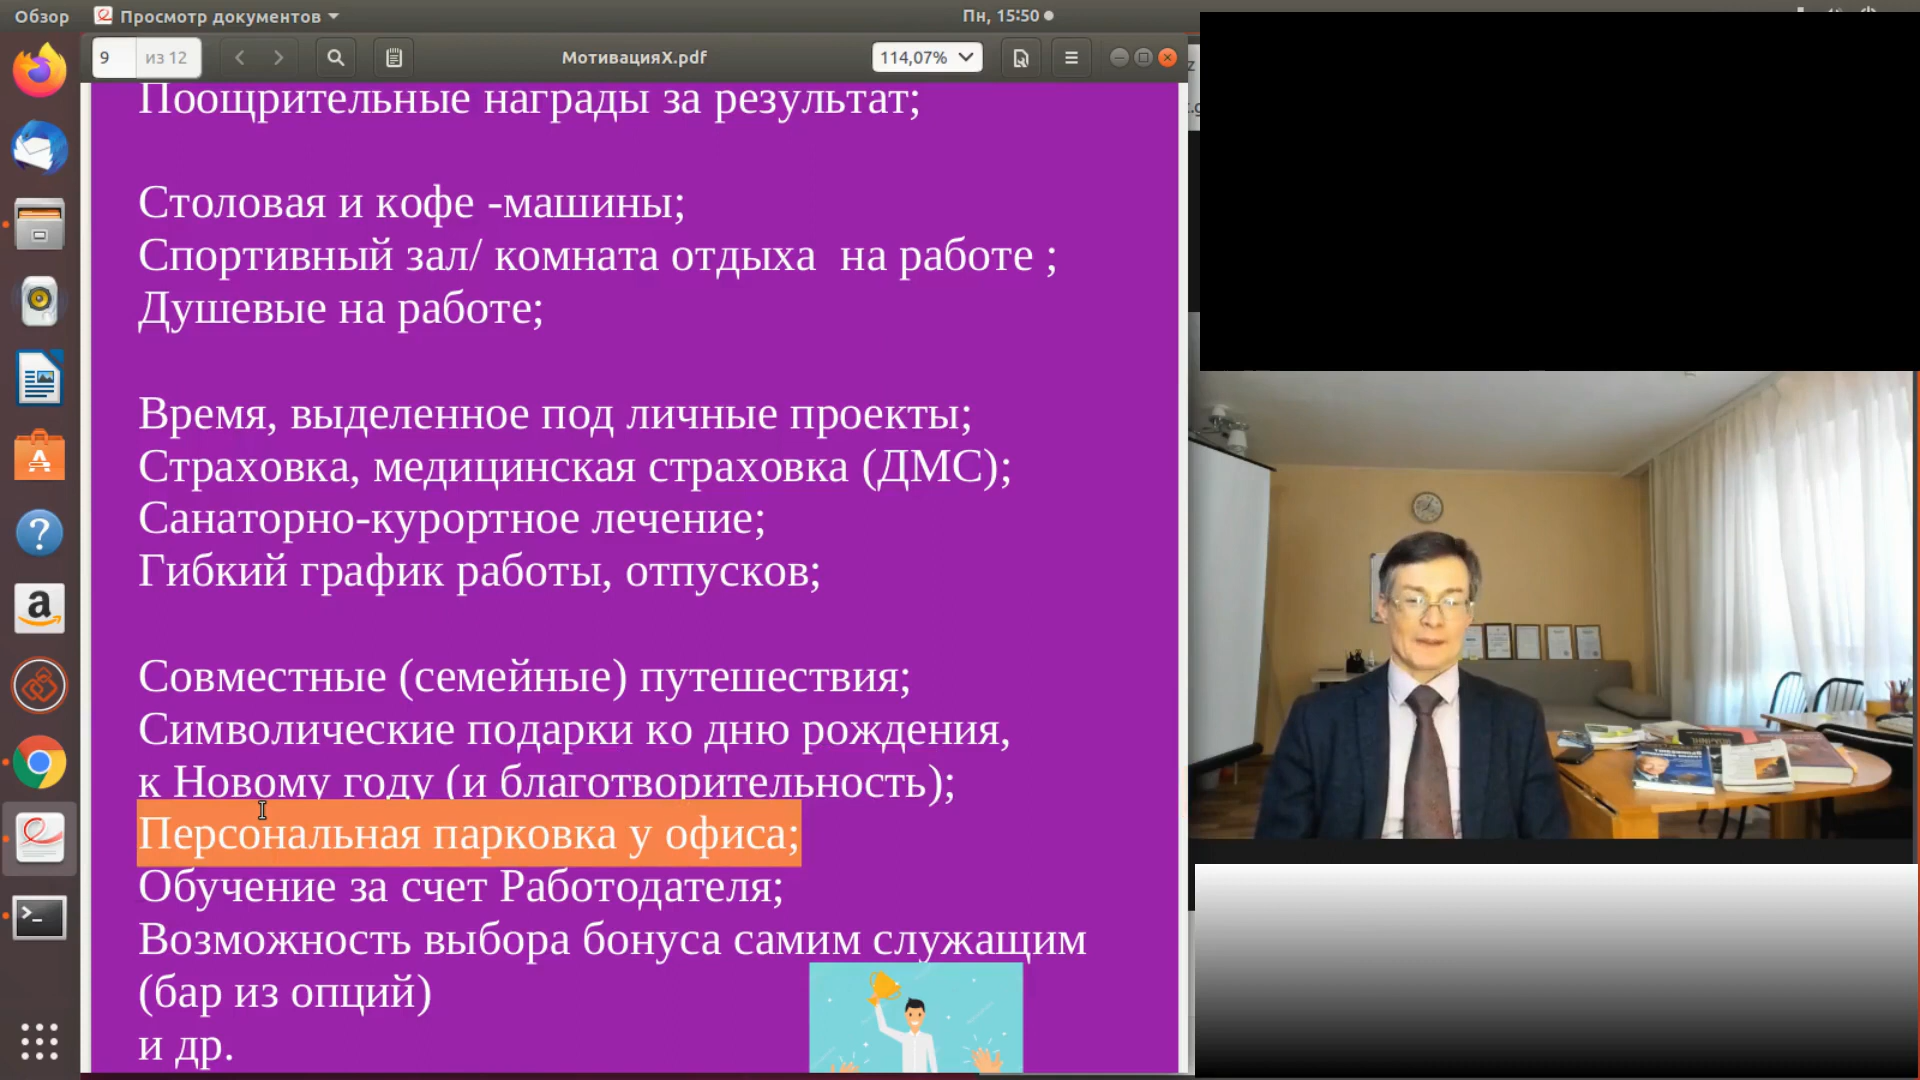 Обзор
Просмотр документов
Пн, 15:50
9
из 12
МотивацияX.pdf
114,07%
Поощрительные награды за результат;
Столовая и кофе -машины;
Спортивный зал/ комната отдыха на работе ;
Душевые на работе;
Время, выделенное под личные проекты;
Страховка, медицинская страховка (ДМС);
Санаторно-курортное лечение;
Гибкий график работы, отпусков;
Совместные (семейные) путешествия;
Символические подарки ко дню рождения,
к Новому году (и благотворительность);
Персональная парковка у офиса;
Обучение за счет Работодателя;
Возможность выбора бонуса самим служащим
(бар из опций)
и др.